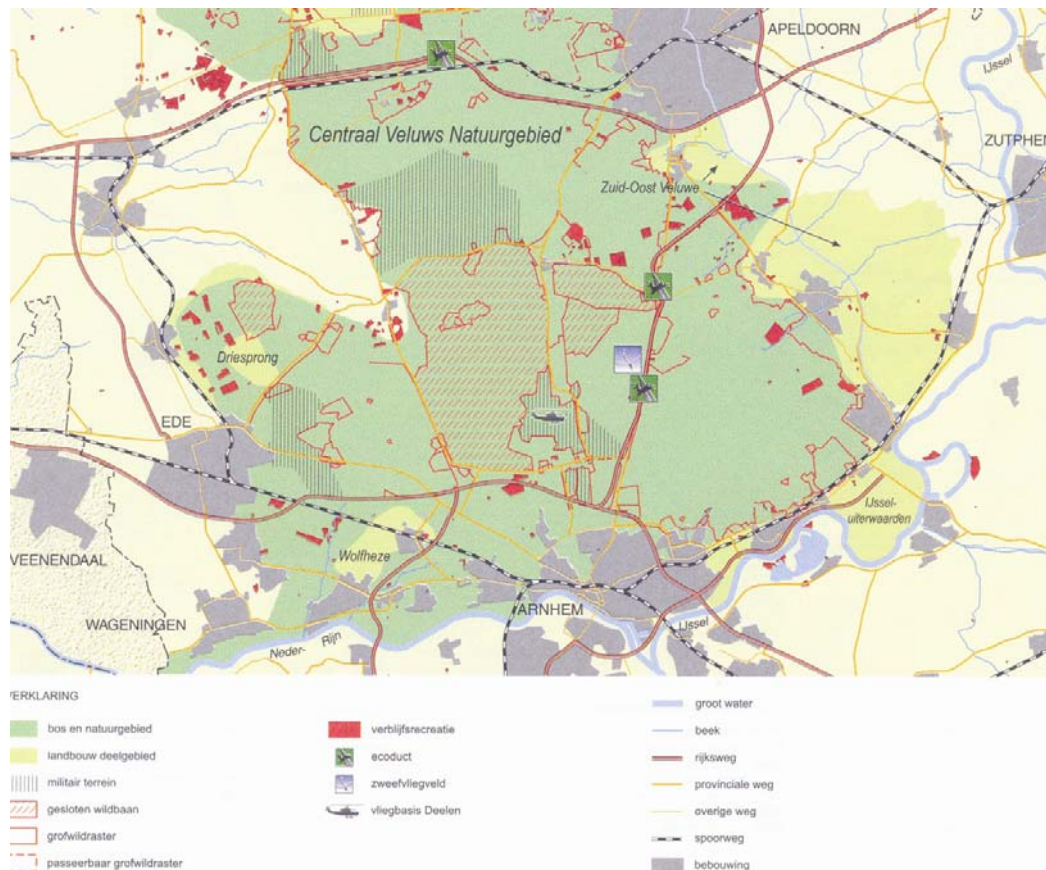 APELDOORN
IJssel
Centraal Veluws Natuurgebied
ZUTPHEN
Zuid-Oost Veluwe
Driesprong
EDE
IJssel-
uiterwaarden
Wolfheze
VEENENDAAL
ARNHEM
WAGENINGEN
Neder- Rijn
IJssel
VERKLARING
bos en natuurgebied
landbouw deelgebied
militair terrein
gesloten wildbaan
grofwildraster
passeerbaar grofwildraster
verblijfsrecreatie
ecoduct
zweefvliegveld
vliegbasis Deelen
groot water
beek
rijksweg
provinciale weg
overige weg
spoorweg
bebouwing